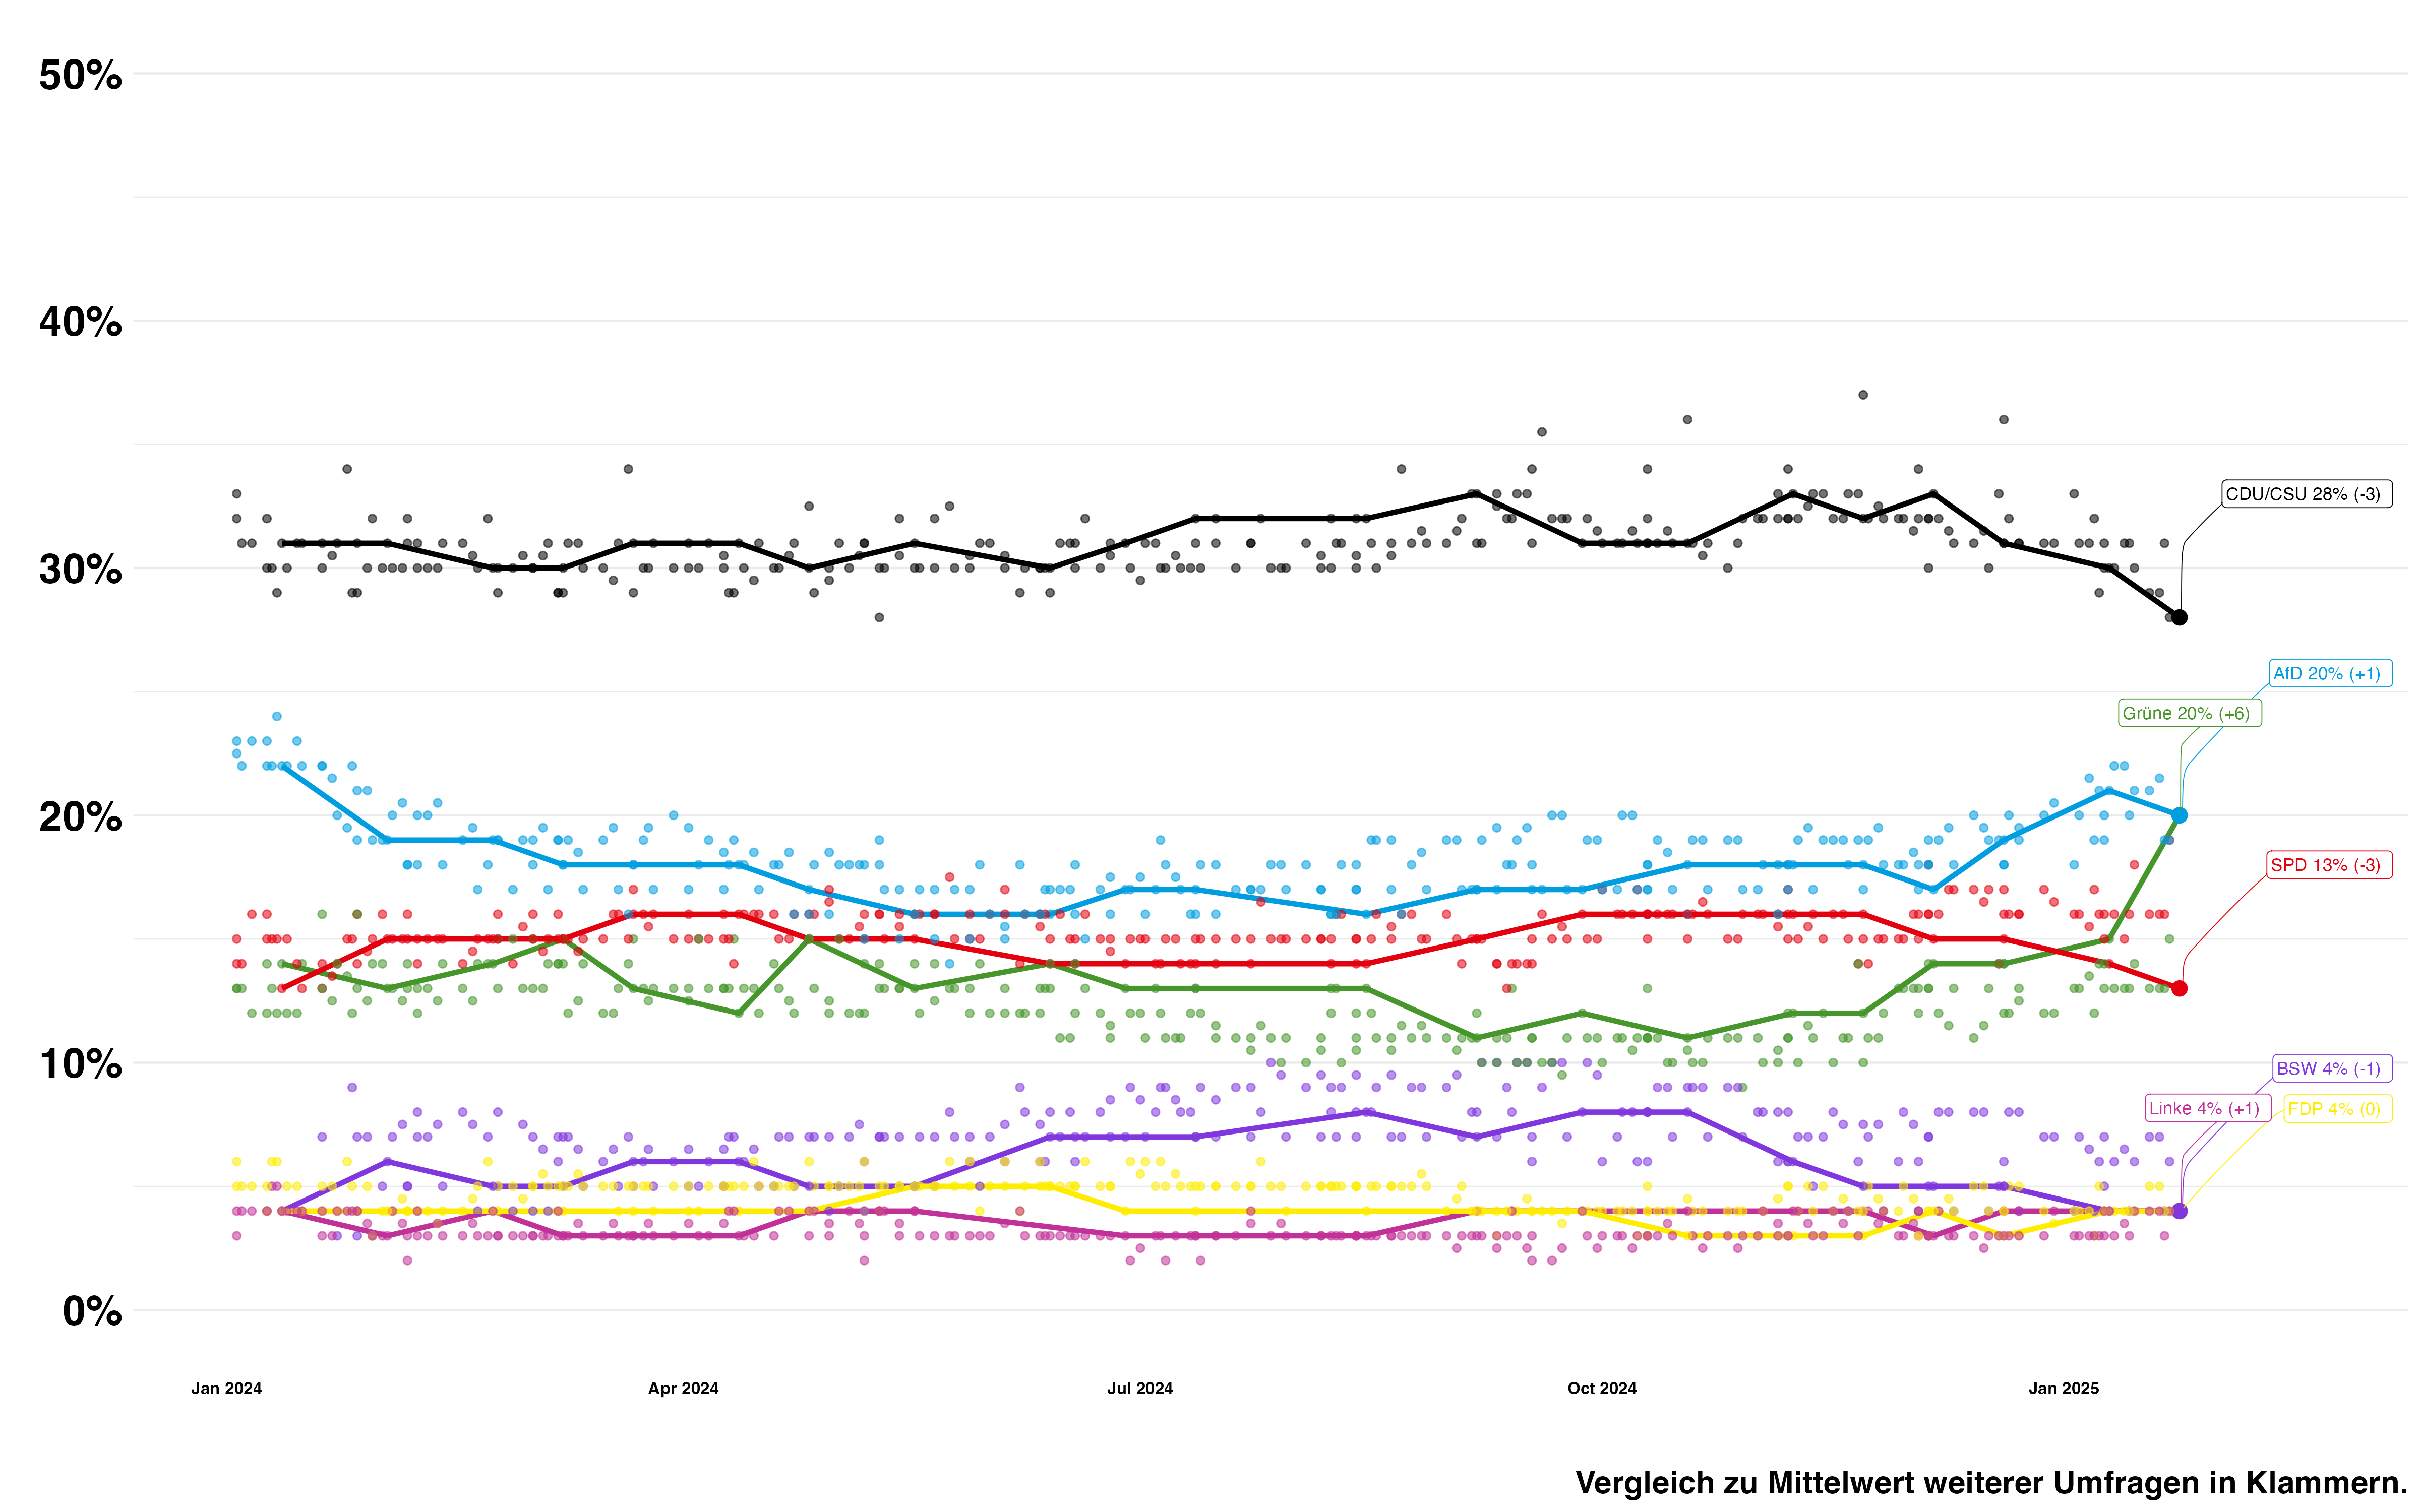 50%
40%
30%
20%
10%
0%
CDU/CSU 28% (-3)
AfD 20% (+1)
Grüne 20% (+6)
SPD 13% (-3)
BSW 4% (-1)
Linke 4% (+1)
FDP 4% (0)
Jan 2024
Apr 2024
Jul 2024
Oct 2024
Jan 2025
Vergleich zu Mittelwert weiterer Umfragen in Klammern.